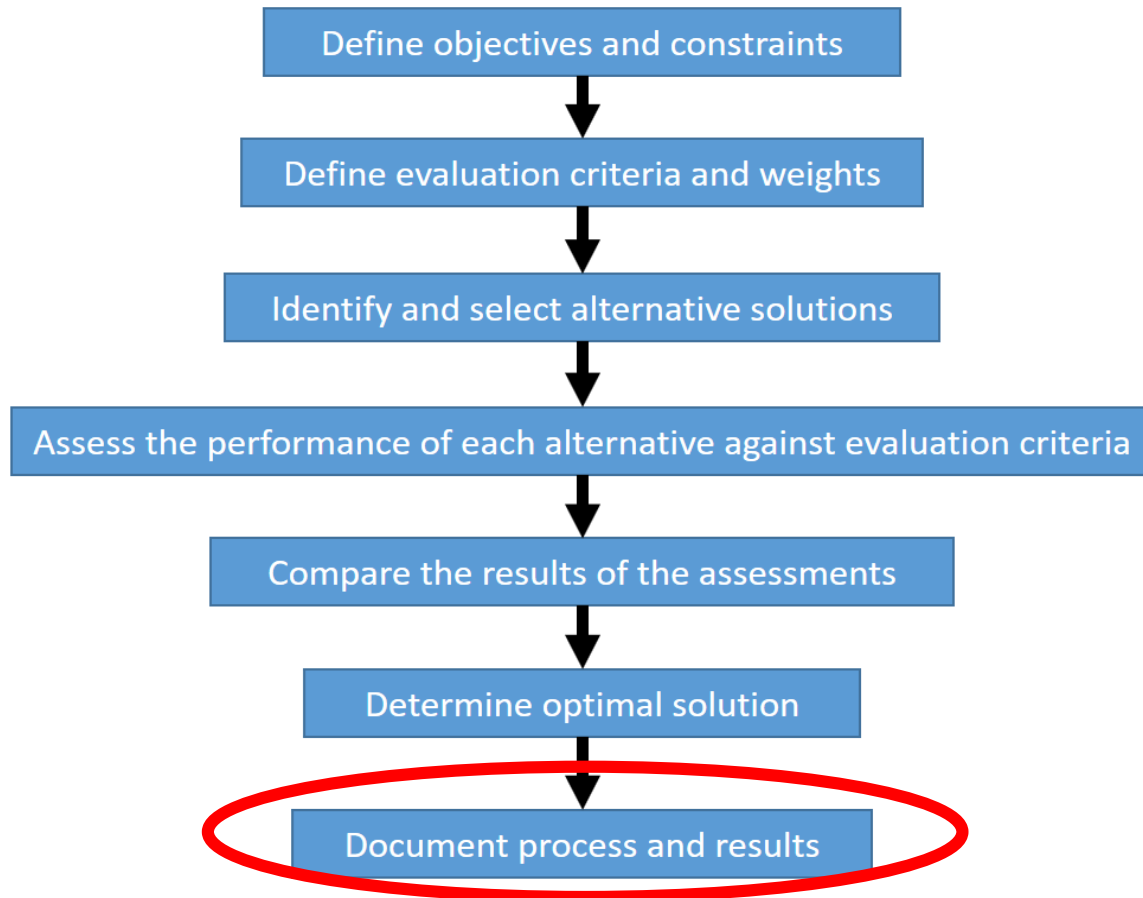 Define objectives and constraints
Define evaluation criteria and weights
Identify and select alternative solutions
Assess the performance of each alternative against evaluation criteria
Compare the results of the assessments
Determine optimal solution
Document process and results